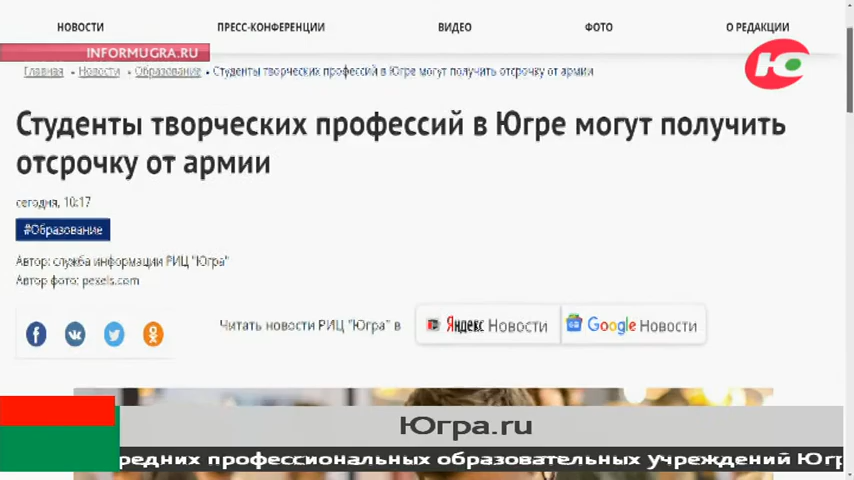 НОВОСТИ ПРЕСС-КОНФЕРЕНЦИИ ВИДЕО ФОТО О РЕДАКЦИИ
INFORMUGRA.RU
Ю
Главная • Новости • Образование • Студенты творческих профессий в Югре могут получить отсрочку от армии
Студенты творческих профессий в Югре могут получить
отсрочку от армии
сегодня, 10:17
#Образование
Автор: служба информации РИЦ "Югра"
Автор фото: pexels.com
Читать новости РИЦ "Югра" в Яндекс Новости Google Новости
Югра.ru
редних профессиональных образовательных учреждений Югр